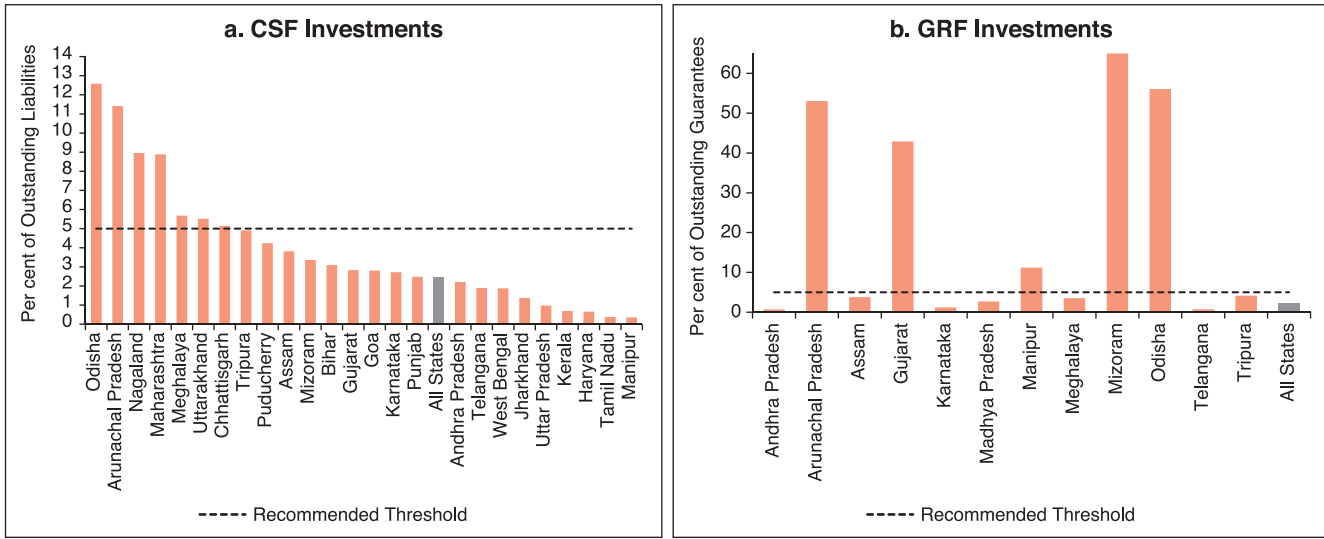 a. CSF Investments
Per cent of Outstanding Liabilities
14
13
12
11
10
9
8
7
6
5
4
3
2
1
0
Odisha
Arunachal Pradesh
Nagaland
Maharashtra
Meghalaya
Uttarakhand
Chhattisgarh
Tripura
Puducherry
Assam
Mizoram
Bihar
Gujarat
Goa
Karnataka
Punjab
All States
Andhra Pradesh
Telangana
West Bengal
Jharkhand
Uttar Pradesh
Kerala
Haryana
Tamil Nadu
Manipur
Recommended Threshold
b. GRF Investments
Per cent of Outstanding Guarantees
60
50
40
30
20
10
0
Andhra Pradesh
Arunachal Pradesh
Assam
Gujarat
Karnataka
Madhya Pradesh
Manipur
Meghalaya
Mizoram
Odisha
Telangana
Tripura
All States
Recommended Threshold